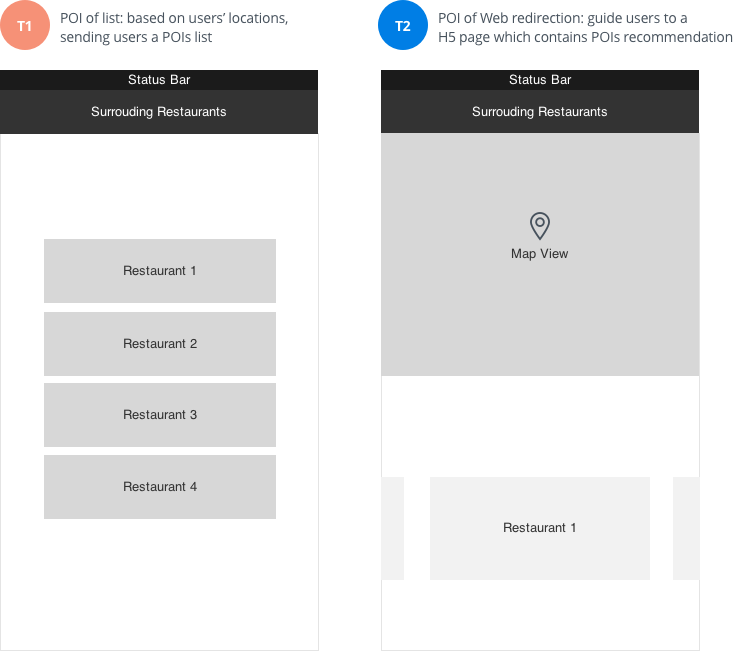 T1
POI of list: based on users’ locations,
sending users a POIs list
Status Bar
Surrouding Restaurants
Restaurant 1
Restaurant 2
Restaurant 3
Restaurant 4
T2
POI of Web redirection: guide users to a
H5 page which contains POIs recommendation
Status Bar
Surrouding Restaurants
Map View
Restaurant 1